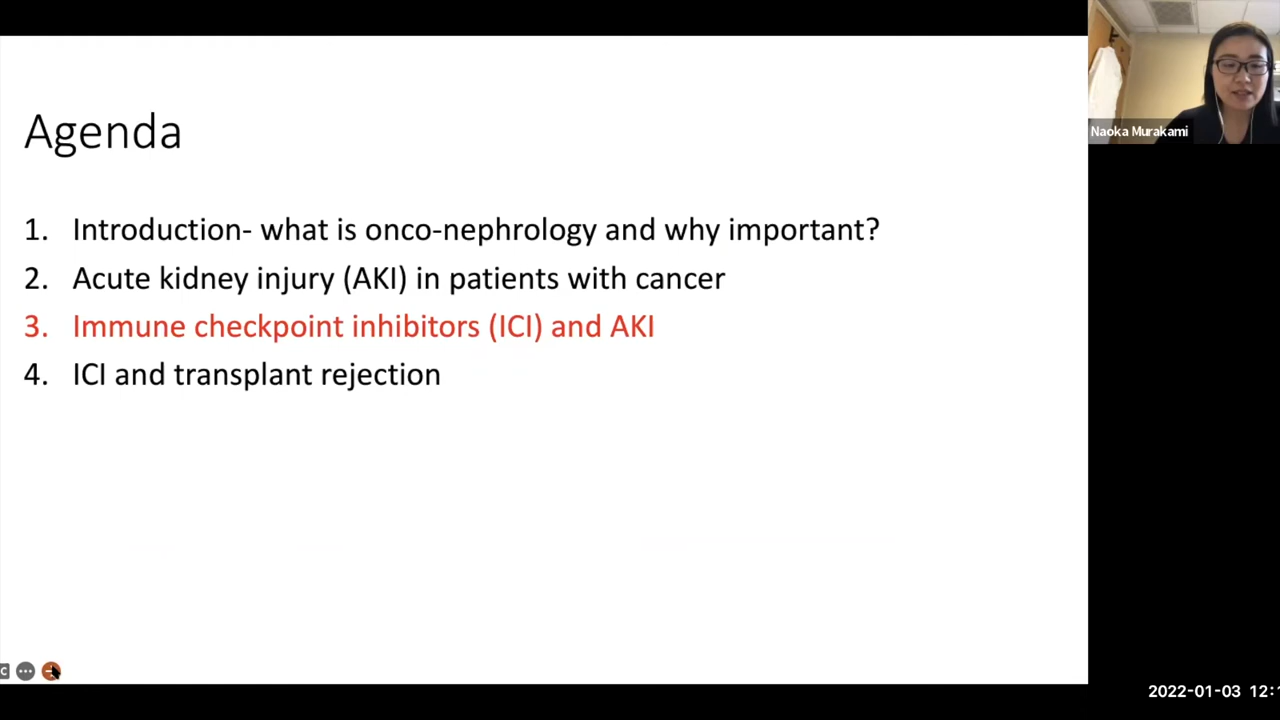 Agenda
1. Introduction- what is onco-nephrology and why important?
2. Acute kidney injury (AKI) in patients with cancer
3. Immune checkpoint inhibitors (ICI) and AKI
4. ICI and transplant rejection
Naoka Murakami
2022-01-03